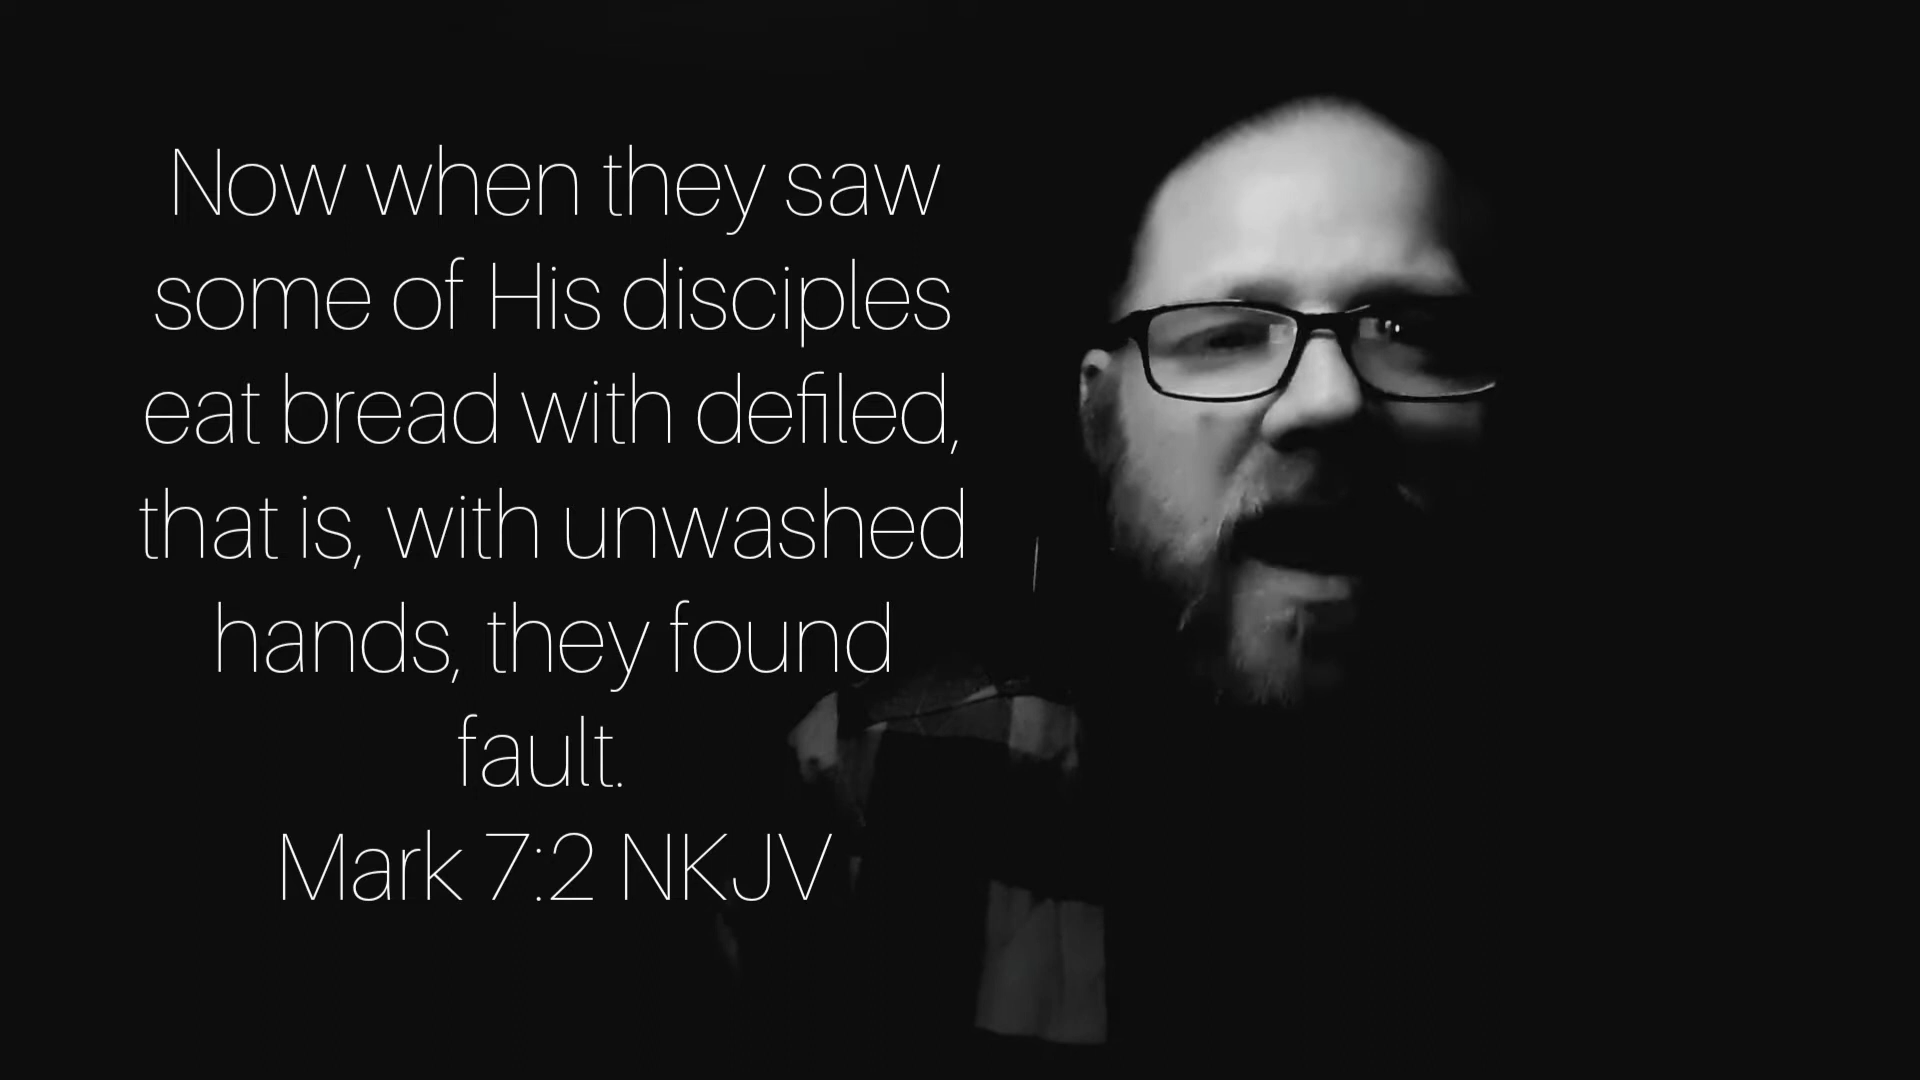 Now when they saw
some of His disciples
eat bread with defiled,
that is, with unwashed
hands, they found
fault.
Mark 7:2 NKJV